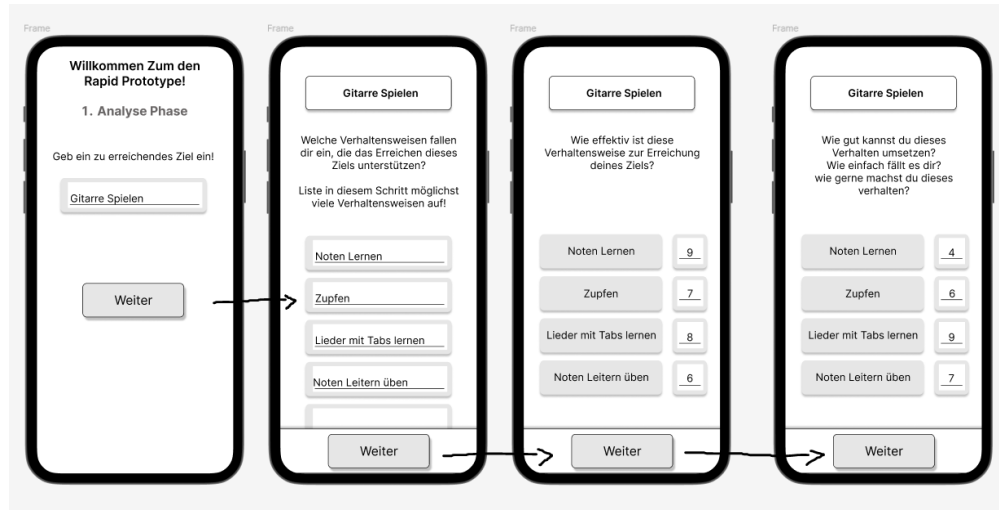 Frame
Willkommen Zum den
Rapid Prototype!
1. Analyse Phase
Geb ein zu erreichendes Ziel ein!
Gitarre Spielen
Weiter
Frame
Gitarre Spielen
Welche Verhaltensweisen fallen
dir ein, die das Erreichen dieses
Ziels unterstützen?
Liste in diesem Schritt möglichst
viele Verhaltensweisen auf!
Noten Lernen
Zupfen
Lieder mit Tabs lernen
Noten Leitern üben
Weiter
Frame
Gitarre Spielen
Wie effektiv ist diese
Verhaltensweise zur Erreichung
deines Ziels?
Noten Lernen 9
Zupfen 7
Lieder mit Tabs lernen 8
Noten Leitern üben 6
Weiter
Frame
Gitarre Spielen
Wie gut kannst du dieses
Verhalten umsetzen?
Wie einfach fällt es dir?
wie gerne machst du dieses
verhalten?
Noten Lernen 4
Zupfen 6
Lieder mit Tabs lernen 9
Noten Leitern üben 7
Weiter